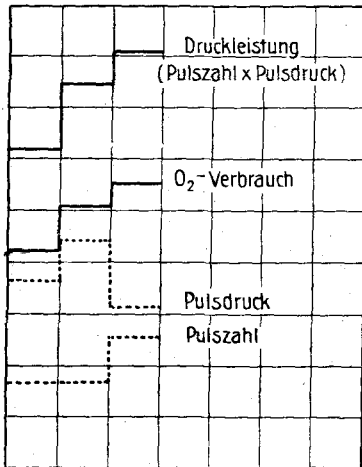 Druckleistung
(Pulszahl x Pulsdruck)
O₂-Verbrauch
Pulsdruck
Pulszahl